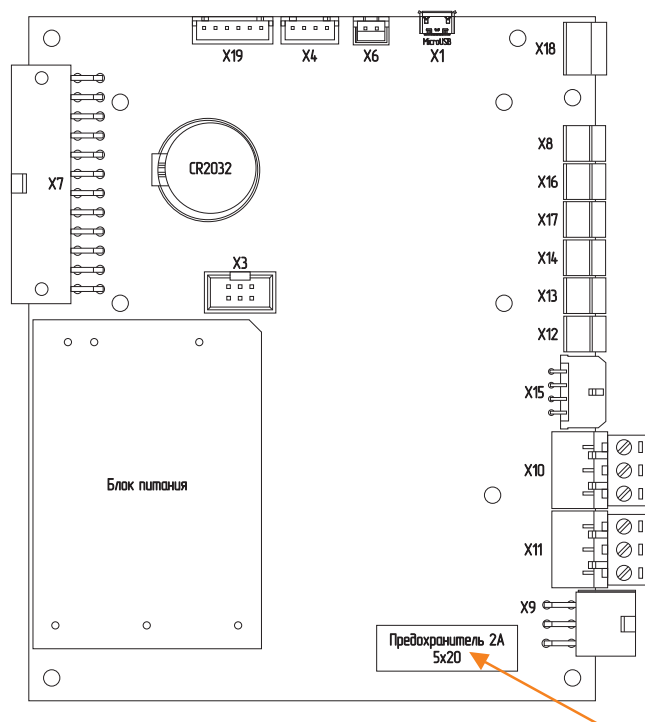 X19
X4
X6
X1
MicroUSB
X18
X7
CR2032
X8
X16
X17
X14
X3
X13
X12
X15
X10
Блок питания
X11
X9
Предохранитель 2А
5х20